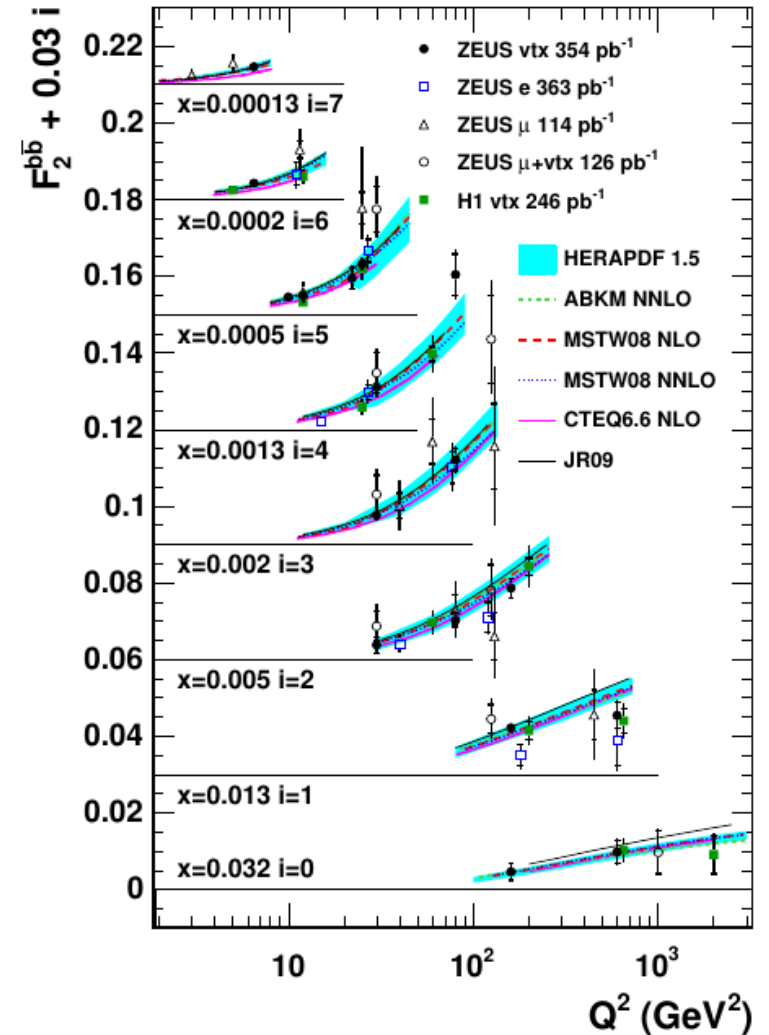 F₂^{bb̅} + 0.03 i
0.22
0.2
0.18
0.16
0.14
0.12
0.1
0.08
0.06
0.04
0.02
0
ZEUS vtx 354 pb⁻¹
ZEUS e 363 pb⁻¹
ZEUS μ 114 pb⁻¹
ZEUS μ+vtx 126 pb⁻¹
H1 vtx 246 pb⁻¹
HERAPDF 1.5
ABKM NNLO
MSTW08 NLO
MSTW08 NNLO
CTEQ6.6 NLO
JR09
x=0.00013 i=7
x=0.0002 i=6
x=0.0005 i=5
x=0.0013 i=4
x=0.002 i=3
x=0.005 i=2
x=0.013 i=1
x=0.032 i=0
10
10²
10³
Q² (GeV²)